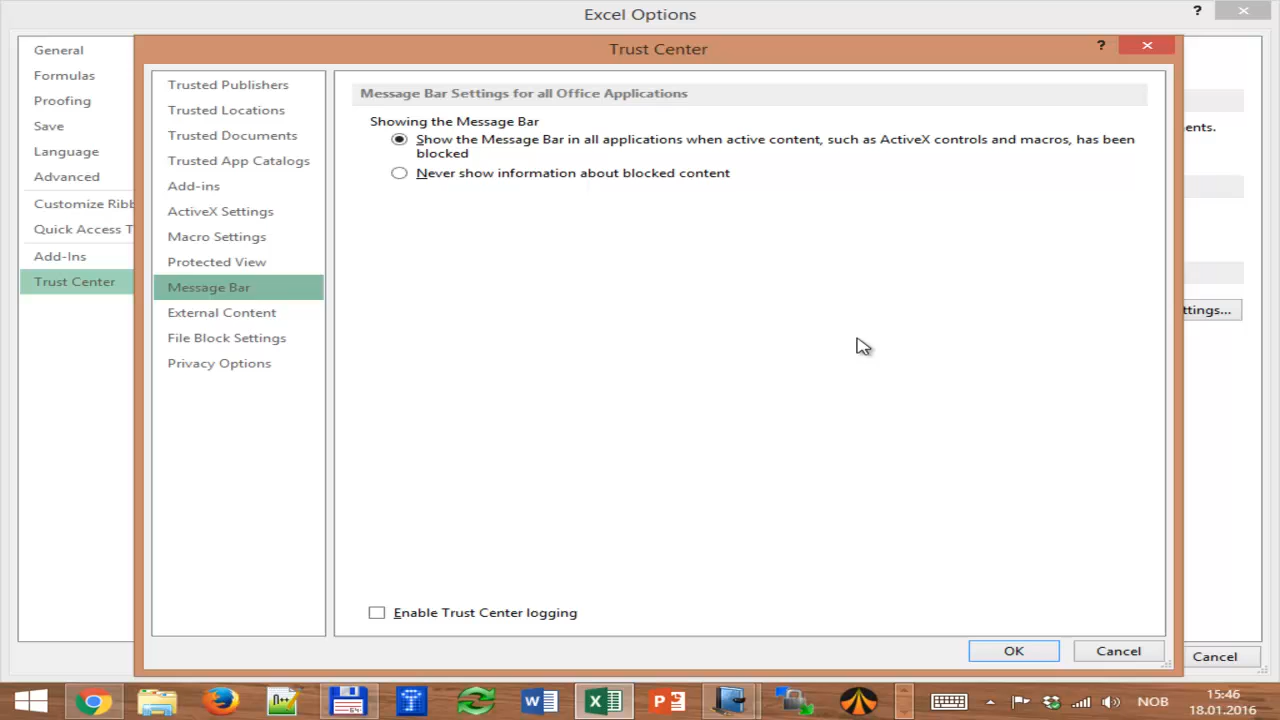 Excel Options
?
General
Formulas
Proofing
Save
Language
Advanced
Customize Ribb
Quick Access T
Add-Ins
Trust Center
Trust Center
?
Trusted Publishers
Trusted Locations
Trusted Documents
Trusted App Catalogs
Add-ins
ActiveX Settings
Macro Settings
Protected View
Message Bar
External Content
File Block Settings
Privacy Options
Message Bar Settings for all Office Applications
Showing the Message Bar
Show the Message Bar in all applications when active content, such as ActiveX controls and macros, has been
blocked
Never show information about blocked content
Enable Trust Center logging
OK
Cancel
ents.
ttings...
Cancel
NOB
15:46
18.01.2016